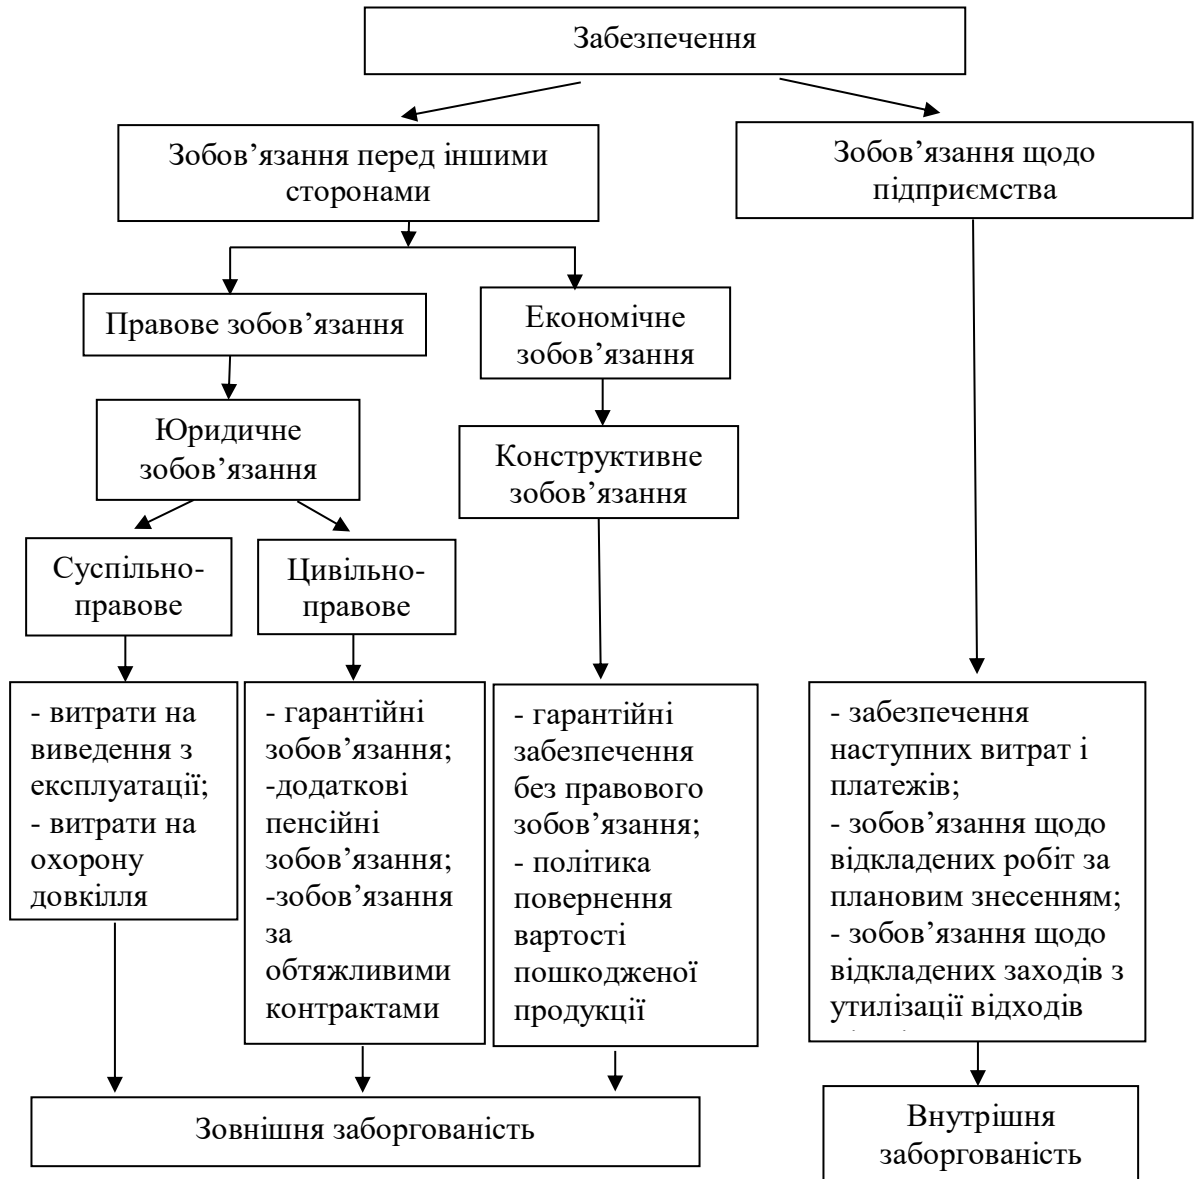 Забезпечення
Зобов’язання перед іншими
сторонами
Зобов’язання щодо
підприємства
Правове зобов’язання
Економічне
зобов’язання
Юридичне
зобов’язання
Конструктивне
зобов’язання
Суспільно-
правове
Цивільно-
правове
- витрати на
виведення з
експлуатації;
- витрати на
охорону
довкілля
- гарантійні
зобов’язання;
-додаткові
пенсійні
зобов’язання;
-зобов’язання
за
обтяжливими
контрактами
- гарантійні
забезпечення
без правового
зобов’язання;
- політика
повернення
вартості
пошкодженої
продукції
- забезпечення
наступних витрат і
платежів;
- зобов’язання щодо
відкладених робіт за
плановим знесенням;
- зобов’язання щодо
відкладених заходів з
утилізації відходів
Зовнішня заборгованість
Внутрішня
заборгованість